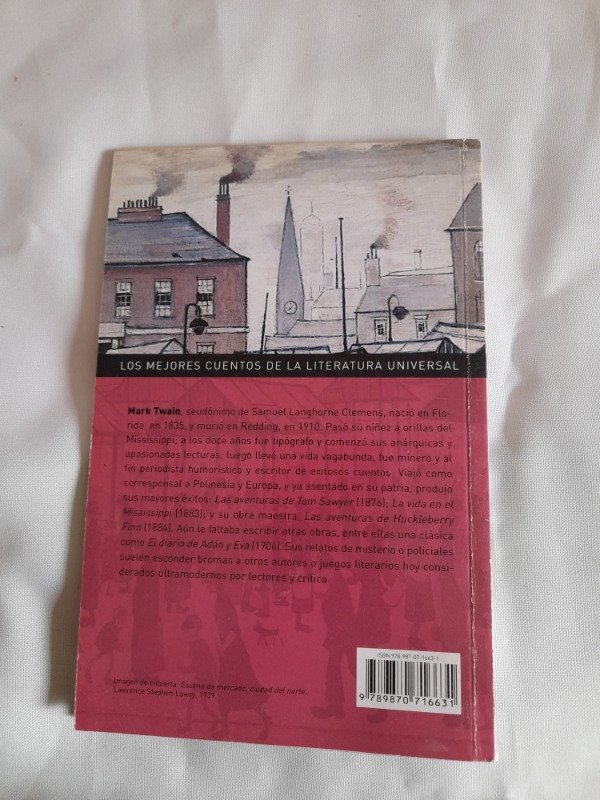 LOS MEJORES CUENTOS DE LA LITERATURA UNIVERSAL
Mark Twain, seudónimo de Samuel Langhorne Clemens, nació en Flo-
rida, en 1835, y murió en Redding, en 1910. Pasó su niñez a orillas del
Mississippi; a los doce años fue tipógrafo y comenzó sus anárquicas y
apasionadas lecturas; luego llevó una vida vagabunda, fue minero y al
fin periodista humorístico y escritor de exitosos cuentos. Viajó como
corresponsal a Polinesia y Europa, y ya asentado en su patria, produjo
sus mayores éxitos: Las aventuras de Tom Sawyer (1876); La vida en el
Mississippi (1883); y su obra maestra, Las aventuras de Huckleberry
Finn (1884). Aún le faltaba escribir otras obras, entre ellas una clásica
como El diario de Adán y Eva (1906). Sus relatos de misterio o policiales
suelen esconder bromas a otros autores o juegos literarios hoy consi-
derados ultramodernos por lectores y crítica.
ISBN 978-987-07-1663-1
Imagen de cubierta: Escena de mercado, ciudad del norte,
Lawrence Stephen Lowry, 1939
9 789870 716631